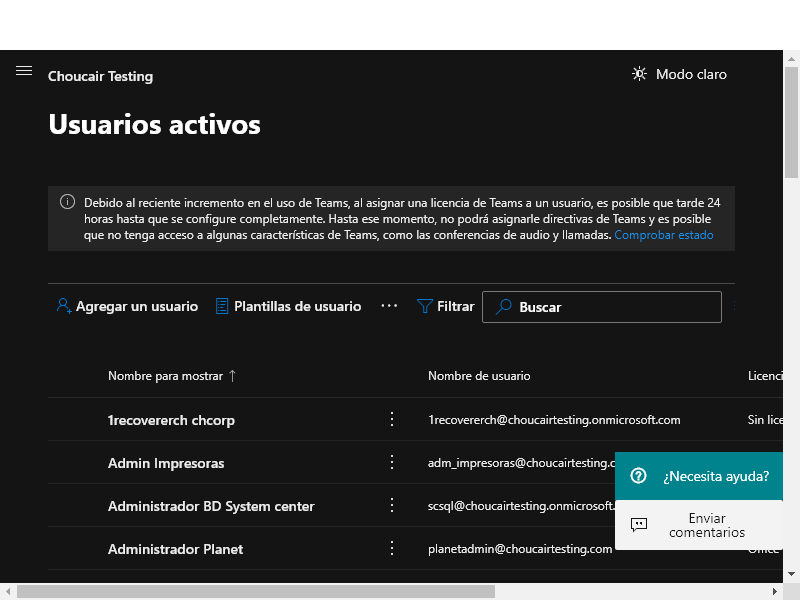 Choucair Testing
Modo claro
Usuarios activos
Debido al reciente incremento en el uso de Teams, al asignar una licencia de Teams a un usuario, es posible que tarde 24
horas hasta que se configure completamente. Hasta ese momento, no podrá asignarle directivas de Teams y es posible
que no tenga acceso a algunas características de Teams, como las conferencias de audio y llamadas. Comprobar estado
Agregar un usuario Plantillas de usuario ··· Filtrar Buscar
Nombre para mostrar ↑ Nombre de usuario Licenci
1recovererch chcorp 1recovererch@choucairtesting.onmicrosoft.com Sin lice
Admin Impresoras adm_impresoras@choucairtesting.c
¿Necesita ayuda?
Administrador BD System center scsql@choucairtesting.onmicrosoft.
Enviar
comentarios
Administrador Planet planetadmin@choucairtesting.com